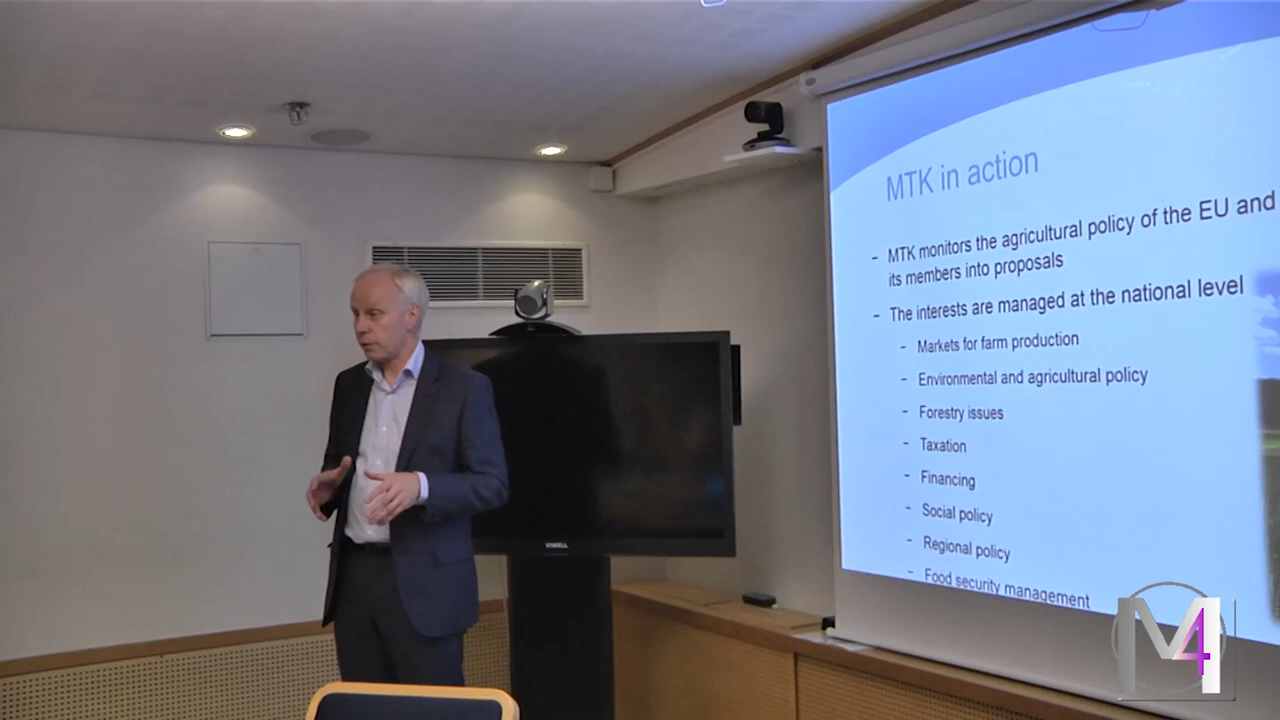 MTK in action
- MTK monitors the agricultural policy of the EU and
its members into proposals
- The interests are managed at the national level
- Markets for farm production
- Environmental and agricultural policy
- Forestry issues
- Taxation
- Financing
- Social policy
- Regional policy
- Food security management
M4